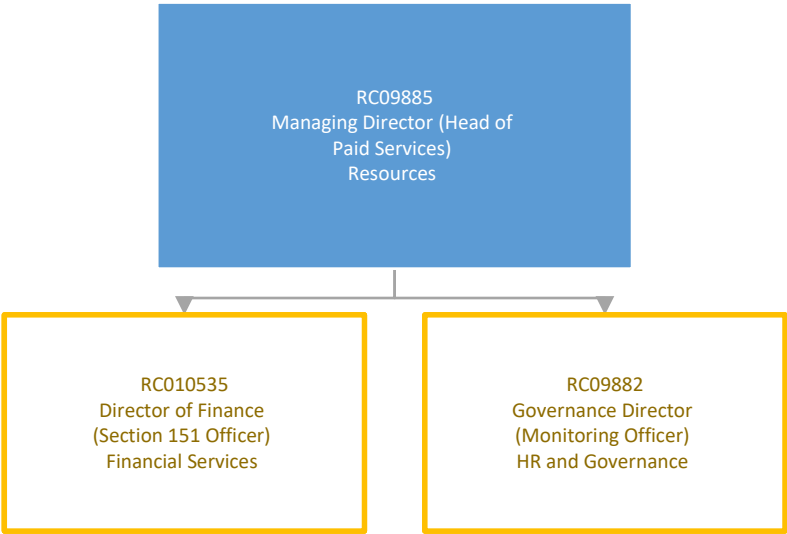 RC09885
Managing Director (Head of
Paid Services)
Resources
RC010535
Director of Finance
(Section 151 Officer)
Financial Services
RC09882
Governance Director
(Monitoring Officer)
HR and Governance